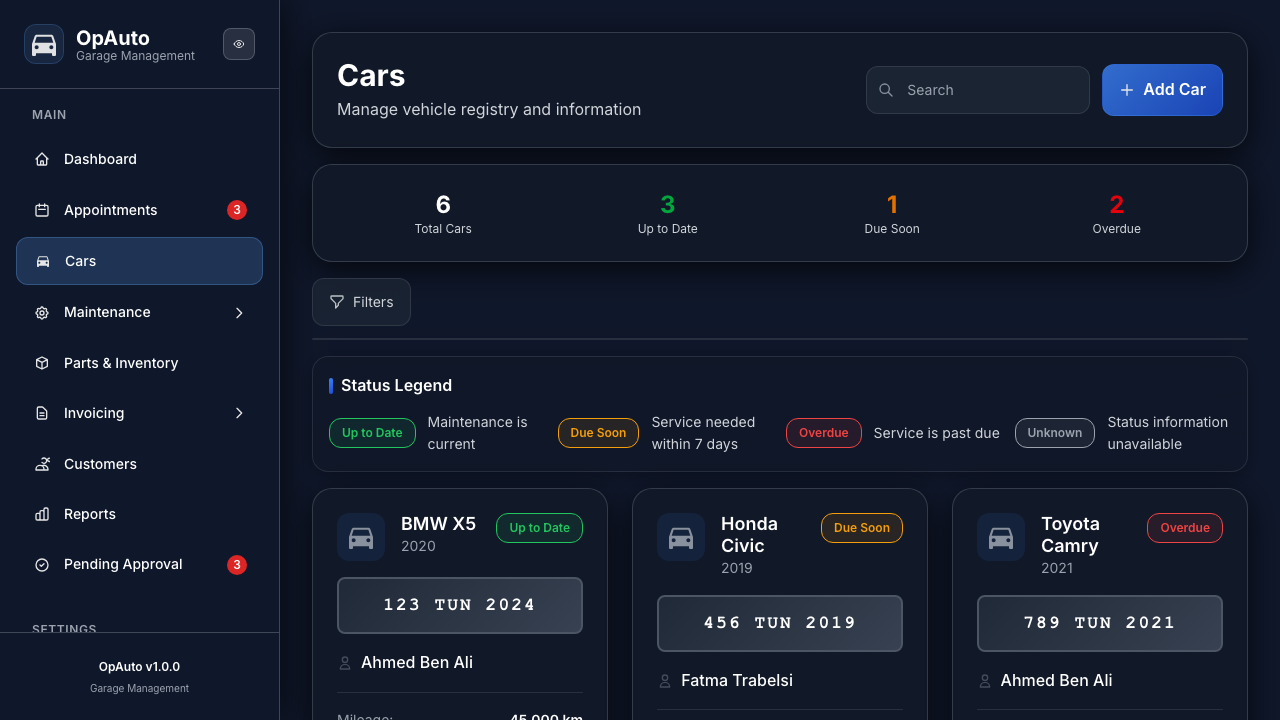 OpAuto
Garage Management
MAIN
Dashboard
Appointments 3
Cars
Maintenance
Parts & Inventory
Invoicing
Customers
Reports
Pending Approval 3
SETTINGS
OpAuto v1.0.0
Garage Management
Cars
Manage vehicle registry and information
Search
Add Car
6
Total Cars
3
Up to Date
1
Due Soon
2
Overdue
Filters
Status Legend
Up to Date
Maintenance is
current
Due Soon
Service needed
within 7 days
Overdue
Service is past due
Unknown
Status information
unavailable
BMW X5
2020
Up to Date
123 TUN 2024
Ahmed Ben Ali
Mileage: 45,000 km
Honda
Civic
2019
Due Soon
456 TUN 2019
Fatma Trabelsi
Toyota
Camry
2021
Overdue
789 TUN 2021
Ahmed Ben Ali